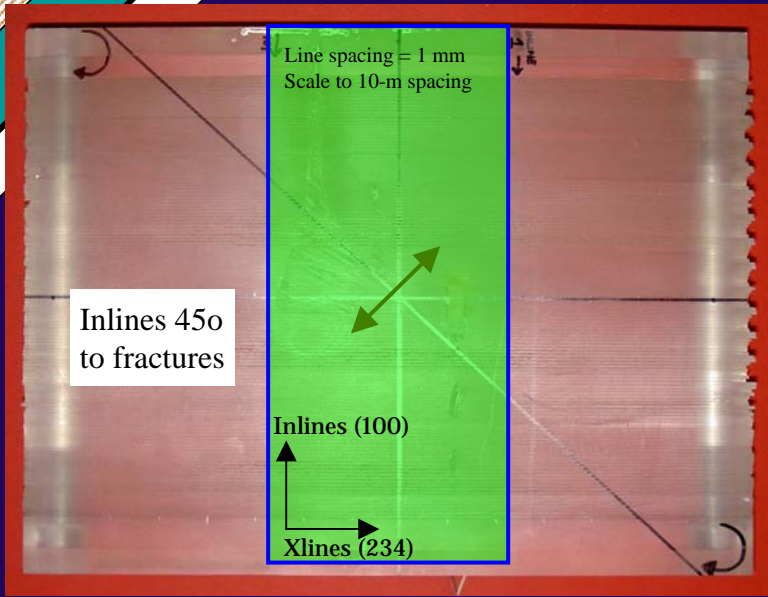 Line spacing = 1 mm
Scale to 10-m spacing
Inlines 45o
to fractures
Inlines (100)
Xlines (234)